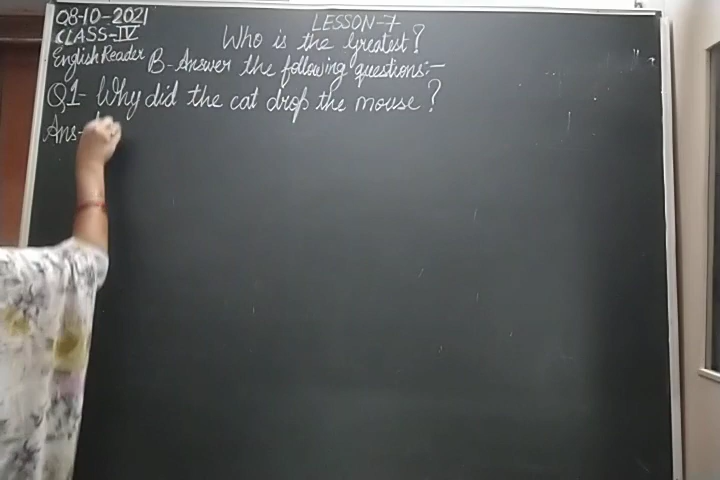 08-10-2021
LESSON-7
CLASS-IV
Who is the Greatest?
English Reader
B-Answer the following questions:-
Q1- Why did the cat drop the mouse?
Ans-